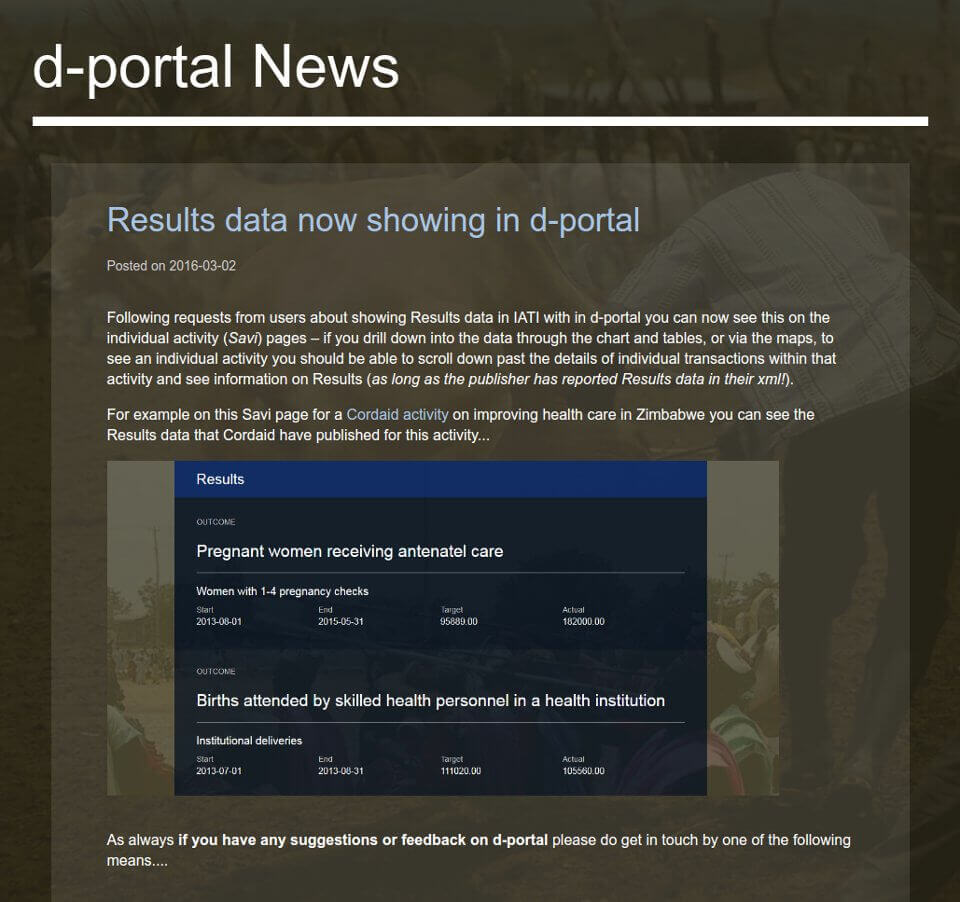 d-portal News
Results data now showing in d-portal
Posted on 2016-03-02
Following requests from users about showing Results data in IATI with in d-portal you can now see this on the
individual activity (Savi) pages – if you drill down into the data through the chart and tables, or via the maps, to
see an individual activity you should be able to scroll down past the details of individual transactions within that
activity and see information on Results (as long as the publisher has reported Results data in their xml!).
For example on this Savi page for a Cordaid activity on improving health care in Zimbabwe you can see the
Results data that Cordaid have published for this activity...
Results
OUTCOME
Pregnant women receiving antenatel care
Women with 1-4 pregnancy checks
Start End Target Actual
2013-08-01 2015-05-31 95889.00 182000.00
OUTCOME
Births attended by skilled health personnel in a health institution
Institutional deliveries
Start End Target Actual
2013-07-01 2013-08-31 111020.00 105560.00
As always if you have any suggestions or feedback on d-portal please do get in touch by one of the following
means....